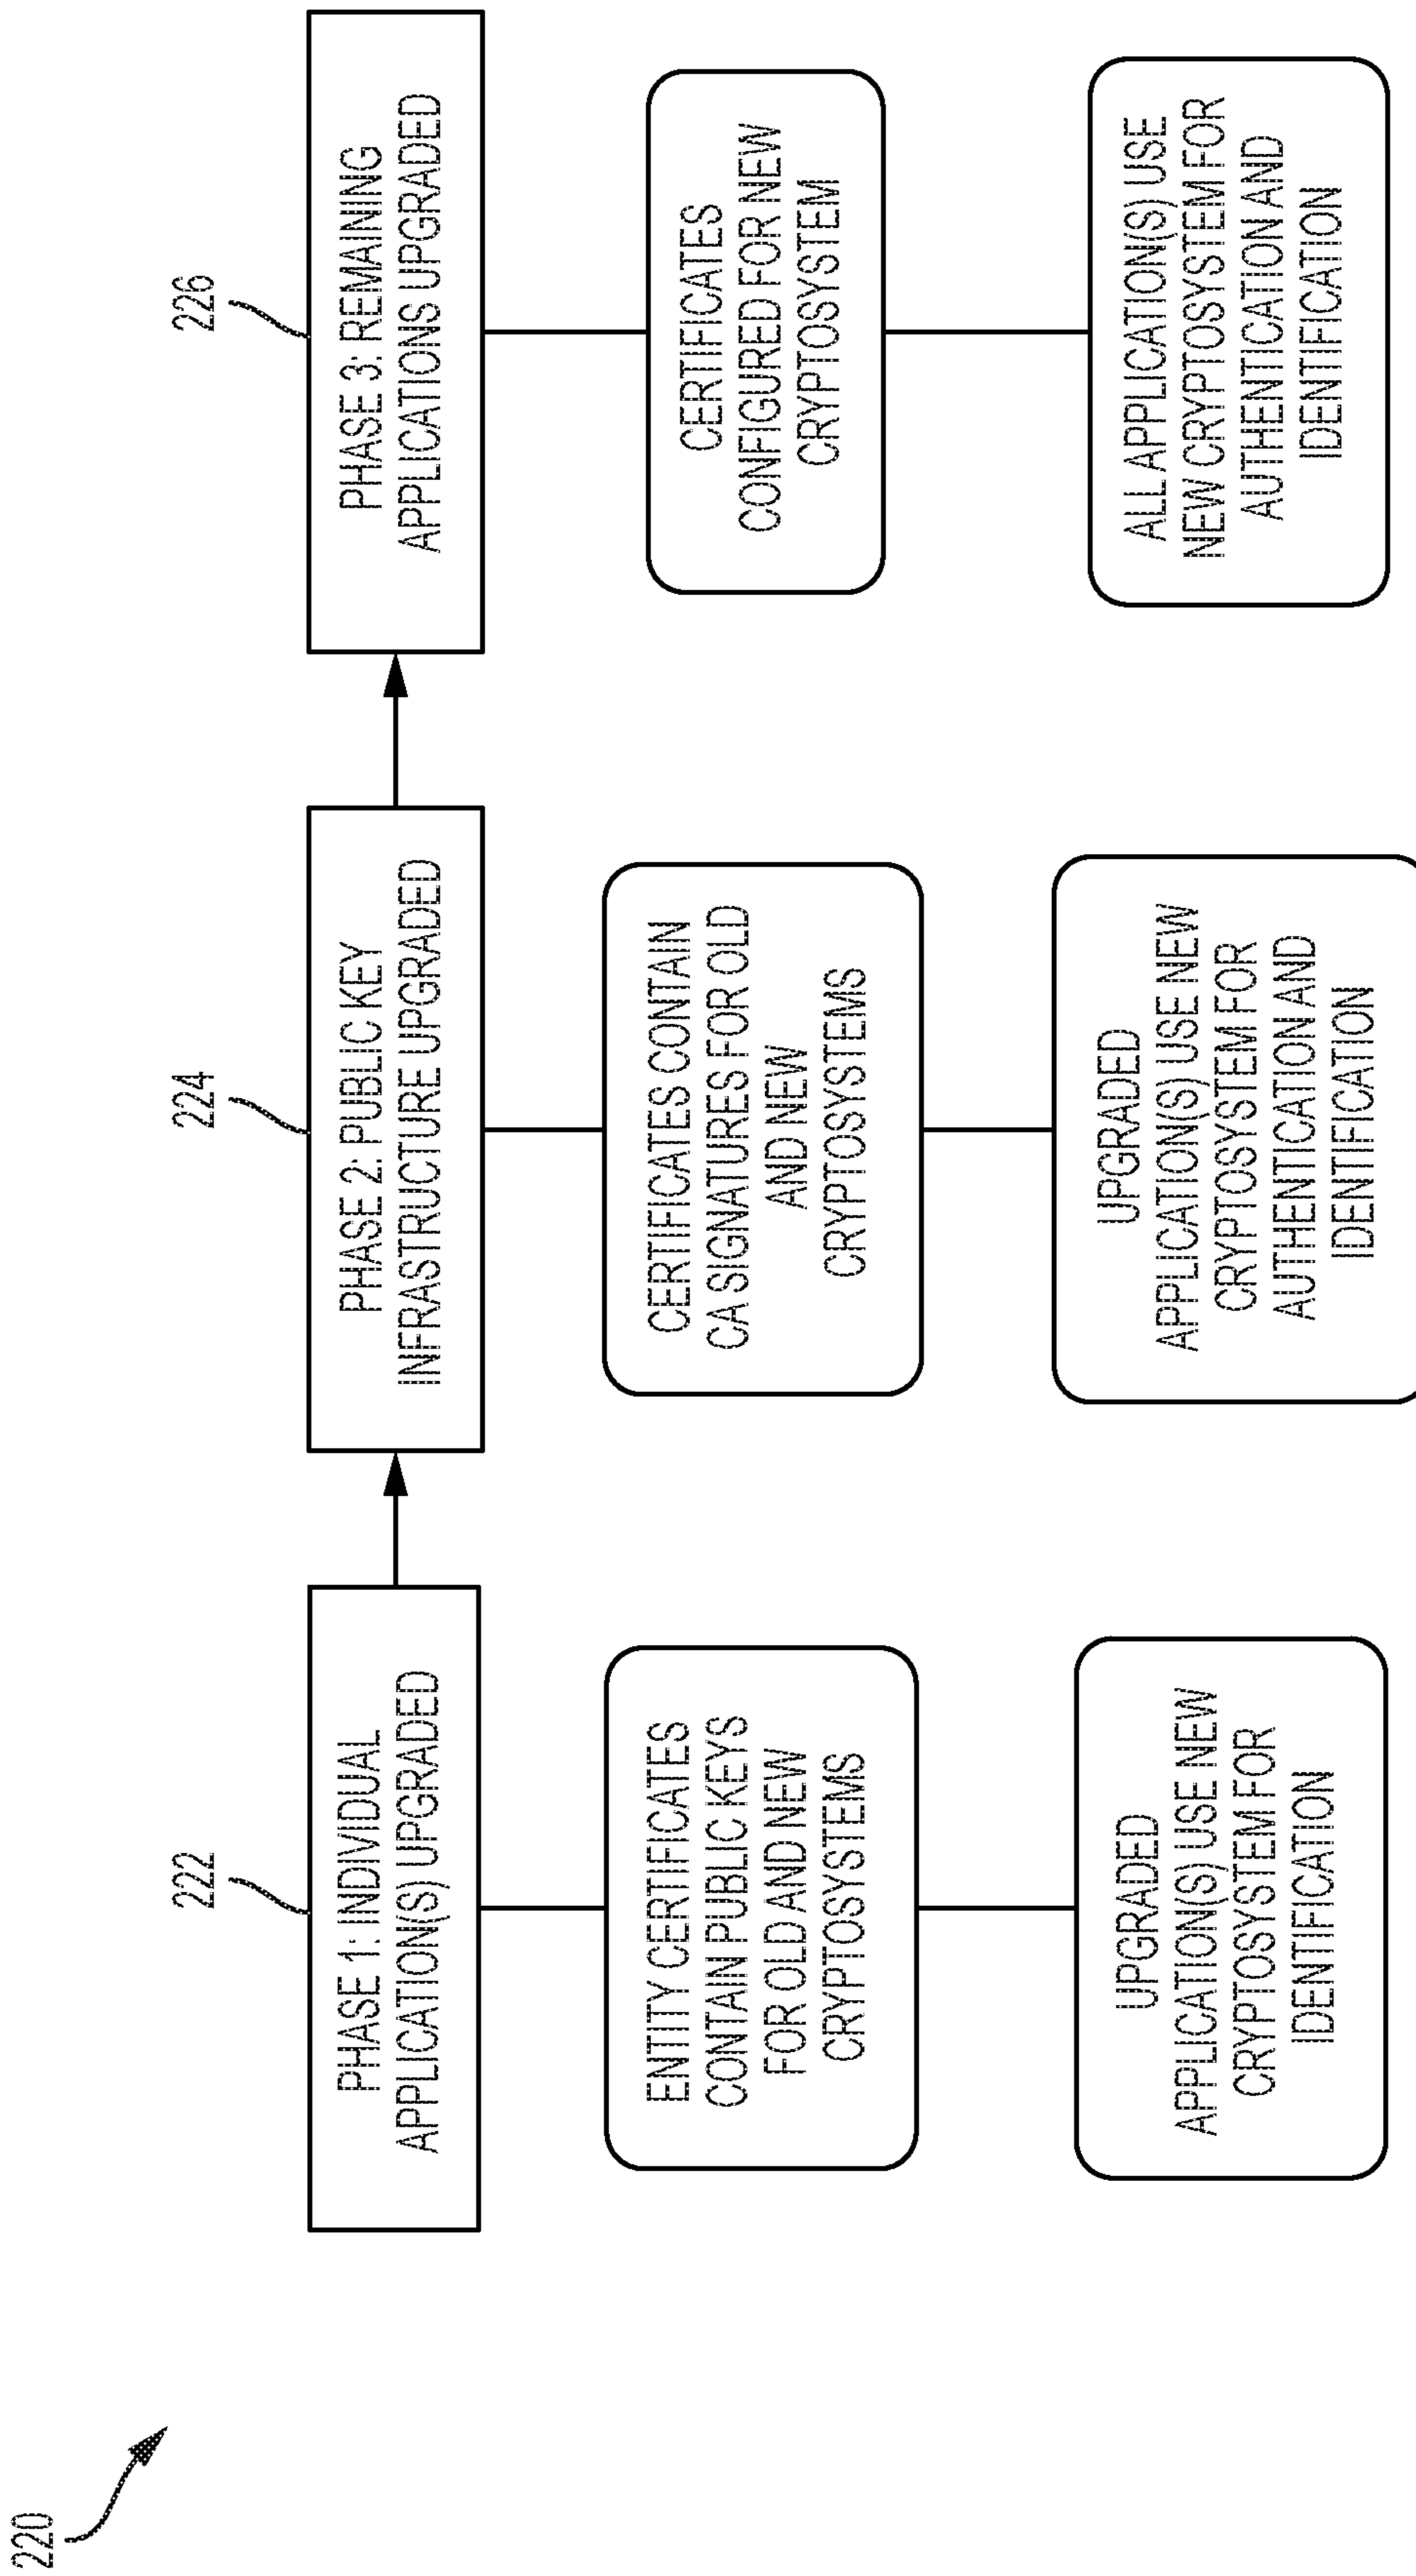 220
222
PHASE 1: INDIVIDUAL
APPLICATION(S) UPGRADED
ENTITY CERTIFICATES
CONTAIN PUBLIC KEYS
FOR OLD AND NEW
CRYPTOSYSTEMS
UPGRADED
APPLICATION(S) USE NEW
CRYPTOSYSTEM FOR
IDENTIFICATION
224
PHASE 2: PUBLIC KEY
INFRASTRUCTURE UPGRADED
CERTIFICATES CONTAIN
CA SIGNATURES FOR OLD
AND NEW
CRYPTOSYSTEMS
UPGRADED
APPLICATION(S) USE NEW
CRYPTOSYSTEM FOR
AUTHENTICATION AND
IDENTIFICATION
226
PHASE 3: REMAINING
APPLICATIONS UPGRADED
CERTIFICATES
CONFIGURED FOR NEW
CRYPTOSYSTEM
ALL APPLICATION(S) USE
NEW CRYPTOSYSTEM FOR
AUTHENTICATION AND
IDENTIFICATION